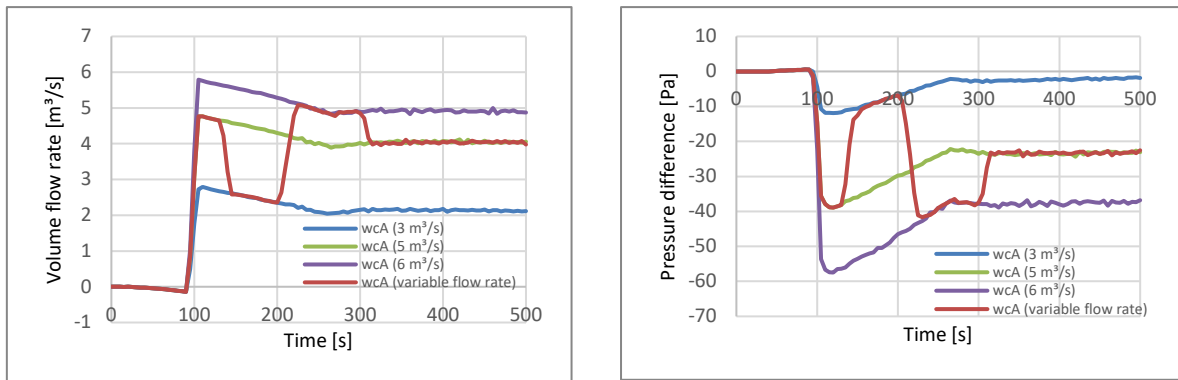 7
6
5
4
3
2
1
0
-1
0
100
200
300
400
500
Volume flow rate [m³/s]
Time [s]
wcA (3 m³/s)
wcA (5 m³/s)
wcA (6 m³/s)
wcA (variable flow rate)
10
0
-10
-20
-30
-40
-50
-60
-70
0
100
200
300
400
500
Pressure difference [Pa]
Time [s]
wcA (3 m³/s)
wcA (5 m³/s)
wcA (6 m³/s)
wcA (variable flow rate)